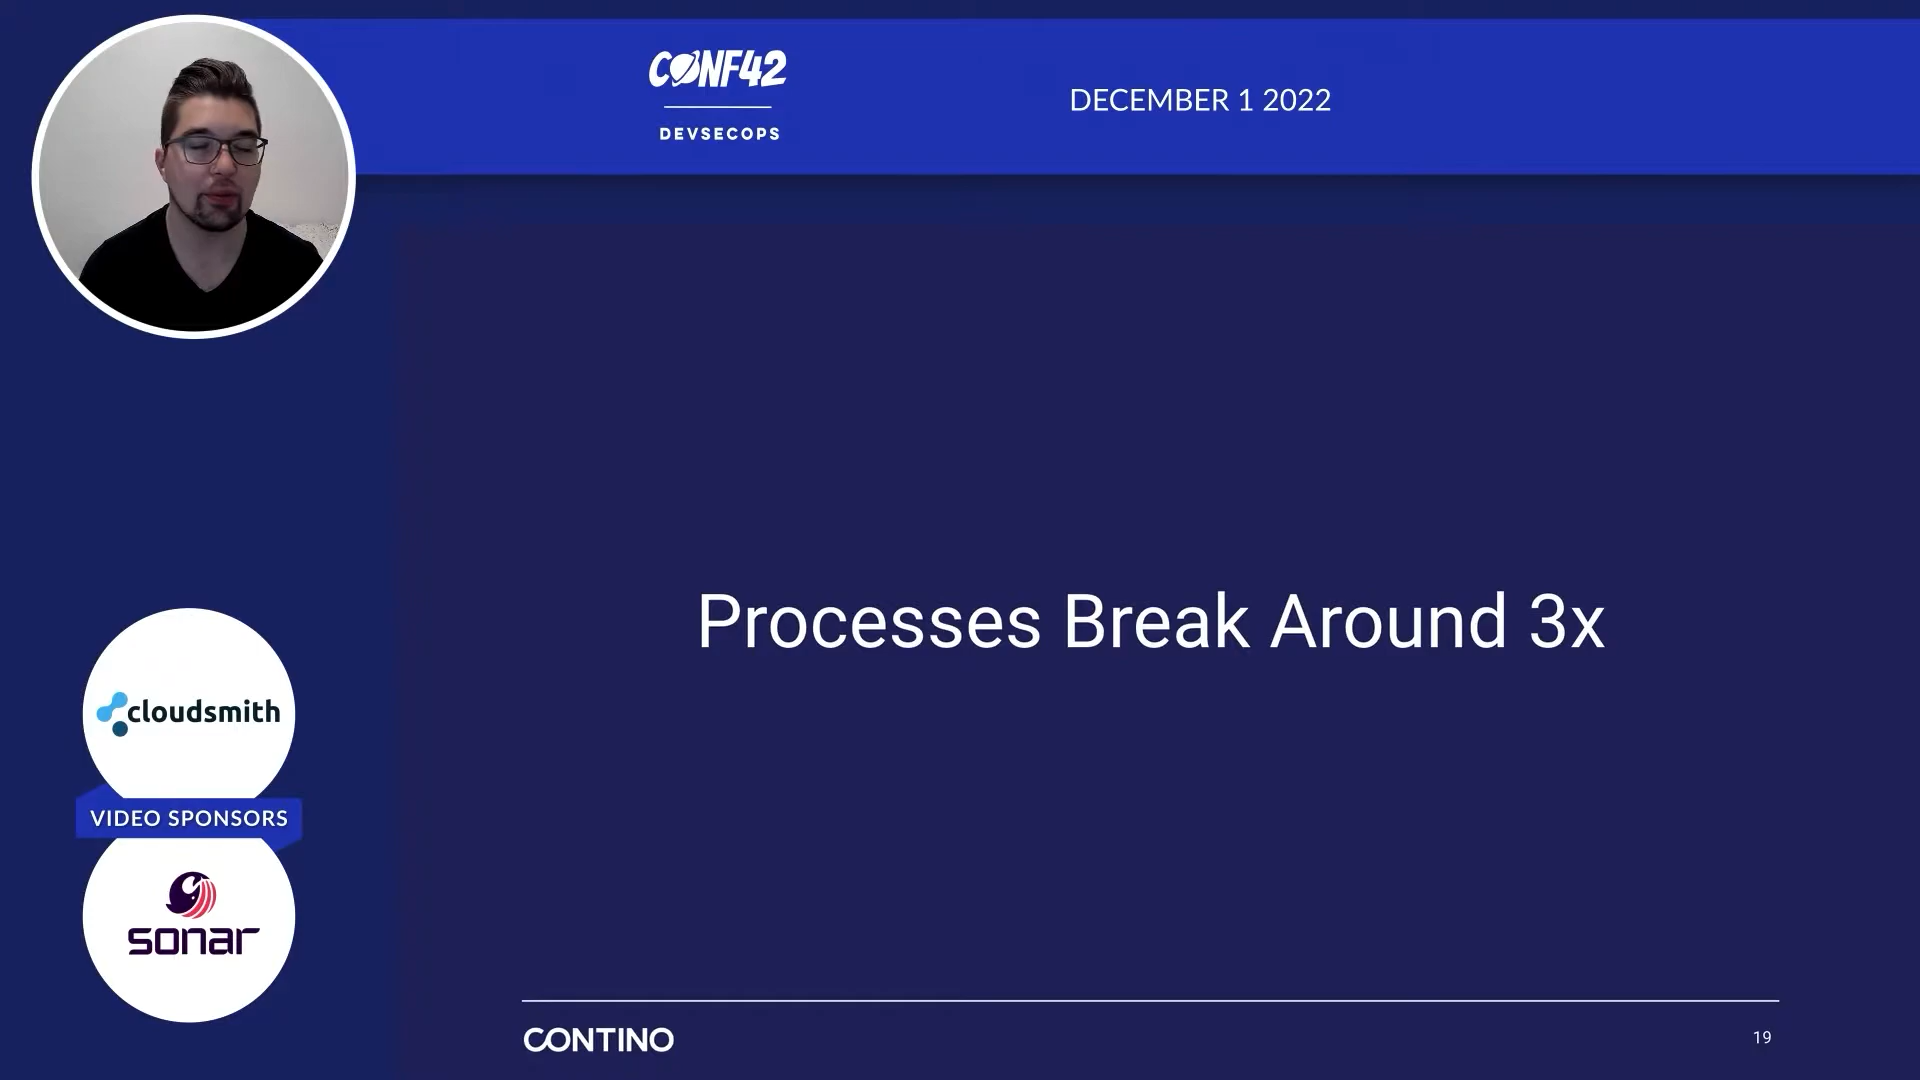 CONF42
DEVSECOPS
DECEMBER 1 2022
Processes Break Around 3x
cloudsmith
VIDEO SPONSORS
sonar
CONTINO
19